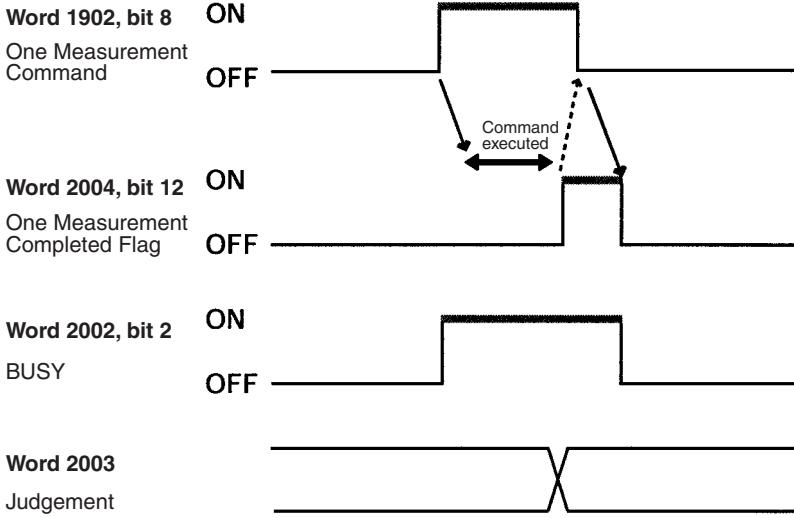 Word 1902, bit 8
ON
One Measurement
Command
OFF
Command
executed
Word 2004, bit 12
ON
One Measurement
Completed Flag
OFF
Word 2002, bit 2
ON
BUSY
OFF
Word 2003
Judgement